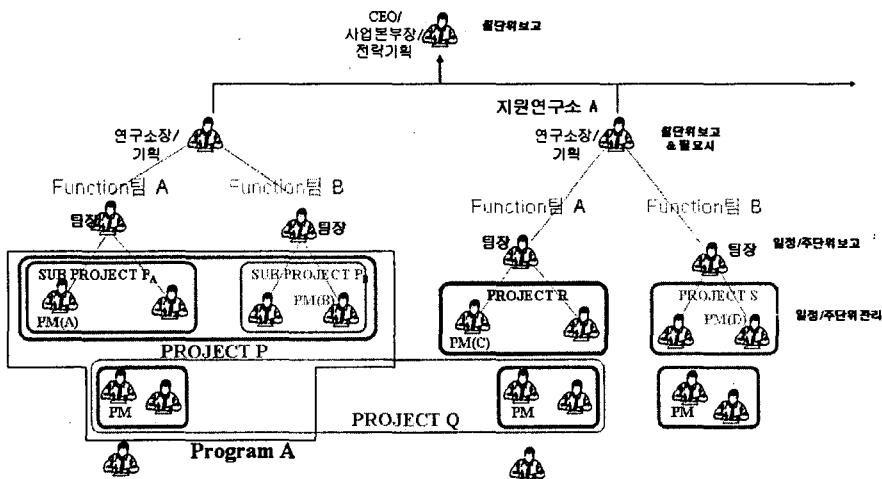 CEO/
사업본부장/
전략기획
월단위보고
지원연구소 A
연구소장/
기획
연구소장/
기획
월단위보고
&필요시
Function팀 A
Function팀 B
Function팀 A
Function팀 B
팀장
팀장
팀장
팀장
일정/주단위보고
SUB PROJECT PA
SUB PROJECT PB
PROJECT R
PROJECT S
PM(A)
PM(B)
PM(C)
PM(D)
일정/주단위관리
PROJECT P
PM
PM
PM
PROJECT Q
Program A